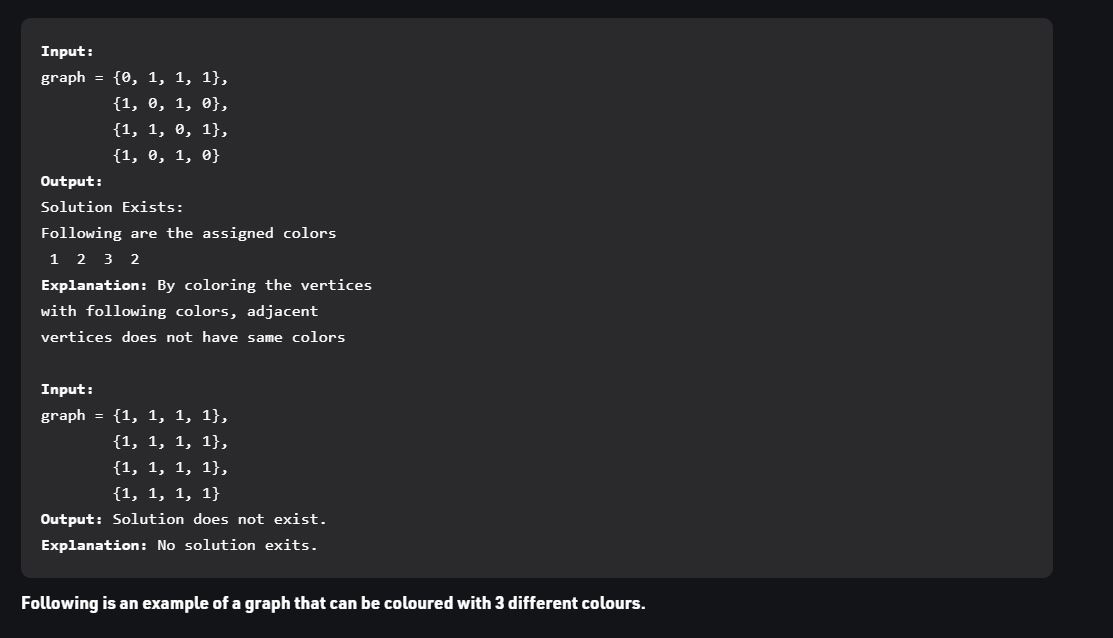 Input:
graph = {0, 1, 1, 1},
{1, 0, 1, 0},
{1, 1, 0, 1},
{1, 0, 1, 0}
Output:
Solution Exists:
Following are the assigned colors
1 2 3 2
Explanation: By coloring the vertices
with following colors, adjacent
vertices does not have same colors
Input:
graph = {1, 1, 1, 1},
{1, 1, 1, 1},
{1, 1, 1, 1},
{1, 1, 1, 1}
Output: Solution does not exist.
Explanation: No solution exits.
Following is an example of a graph that can be coloured with 3 different colours.